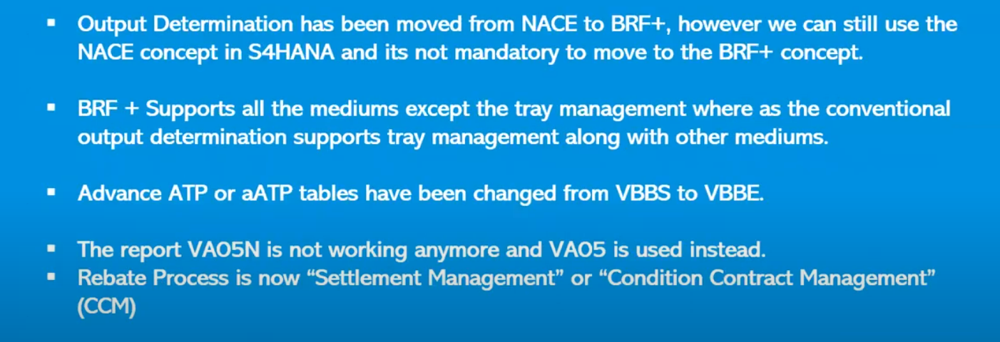 ▪ Output Determination has been moved from NACE to BRF+, however we can still use the
NACE concept in S4HANA and its not mandatory to move to the BRF+ concept.
▪ BRF + Supports all the mediums except the tray management where as the conventional
output determination supports tray management along with other mediums.
▪ Advance ATP or aATP tables have been changed from VBBS to VBBE.
▪ The report VA05N is not working anymore and VA05 is used instead.
▪ Rebate Process is now “Settlement Management” or “Condition Contract Management”
(CCM)